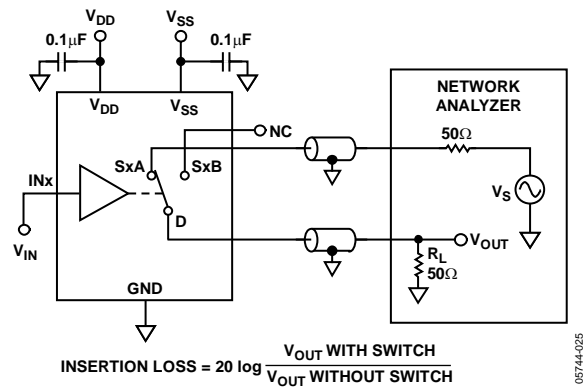 VDD
VSS
0.1µF
0.1µF
VDD
VSS
NETWORK
ANALYZER
NC
50Ω
SxA
SxB
INx
VS
D
VOUT
VIN
RL
50Ω
GND
INSERTION LOSS = 20 log VOUT WITH SWITCH
VOUT WITHOUT SWITCH
05744-025